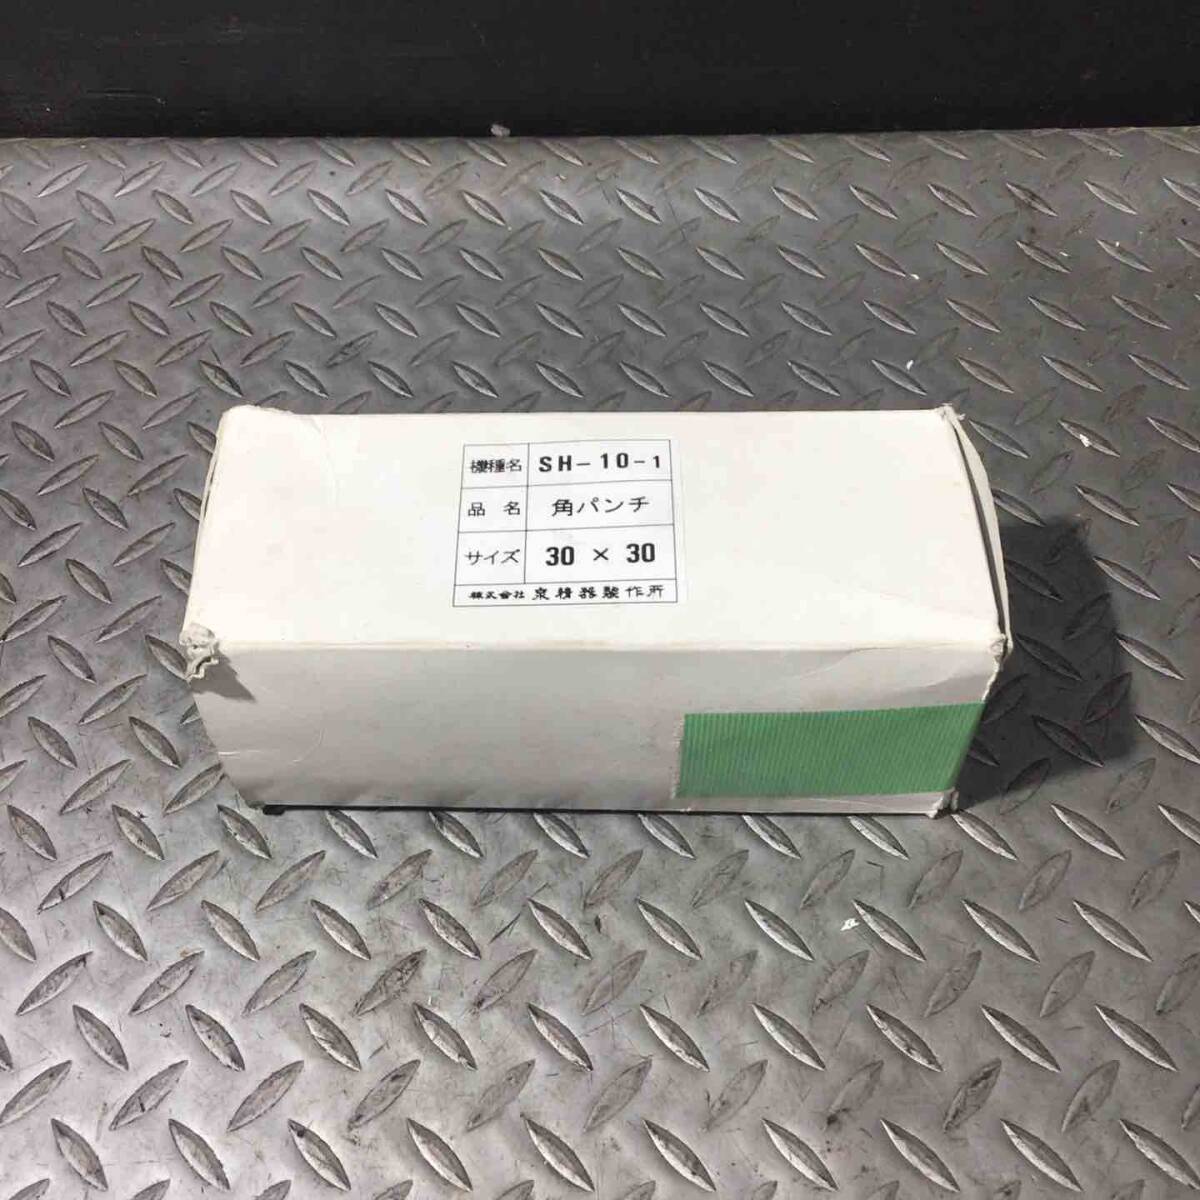 機種名 SH-10-1
品名 角パンチ
サイズ 30 × 30
株式会社 泉精器製作所